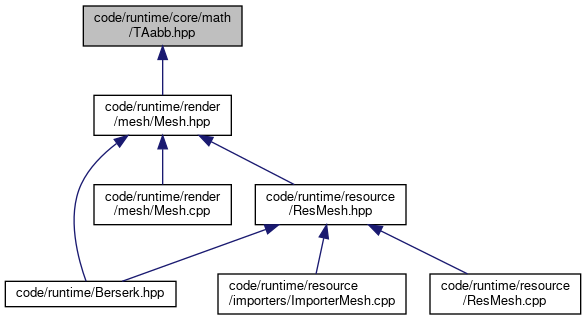 code/runtime/core/math
/TAabb.hpp
code/runtime/render
/mesh/Mesh.hpp
code/runtime/render
/mesh/Mesh.cpp
code/runtime/resource
/ResMesh.hpp
code/runtime/Berserk.hpp
code/runtime/resource
/importers/ImporterMesh.cpp
code/runtime/resource
/ResMesh.cpp